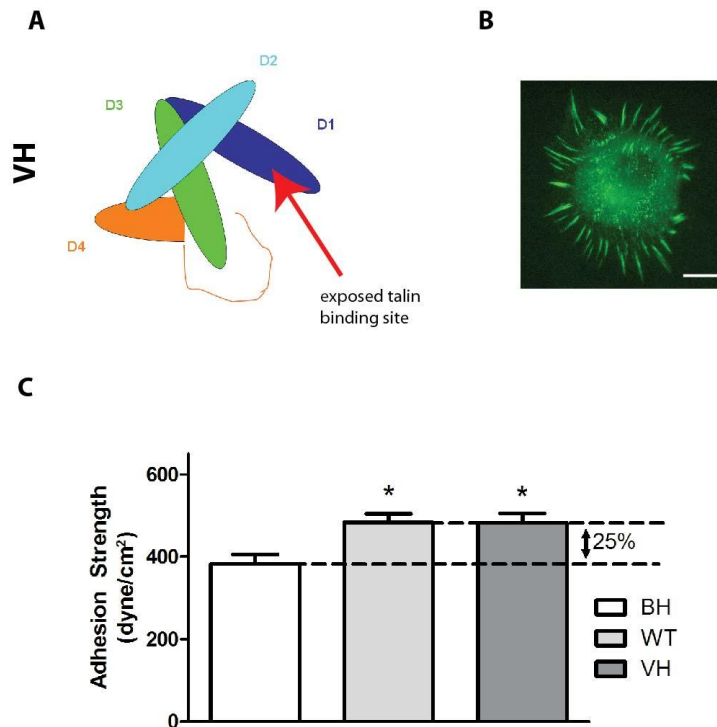 A
B
VH
D2
D3
D1
D4
exposed talin
binding site
C
Adhesion Strength
(dyne/cm²)
600
400
200
0
*
*
25%
BH
WT
VH